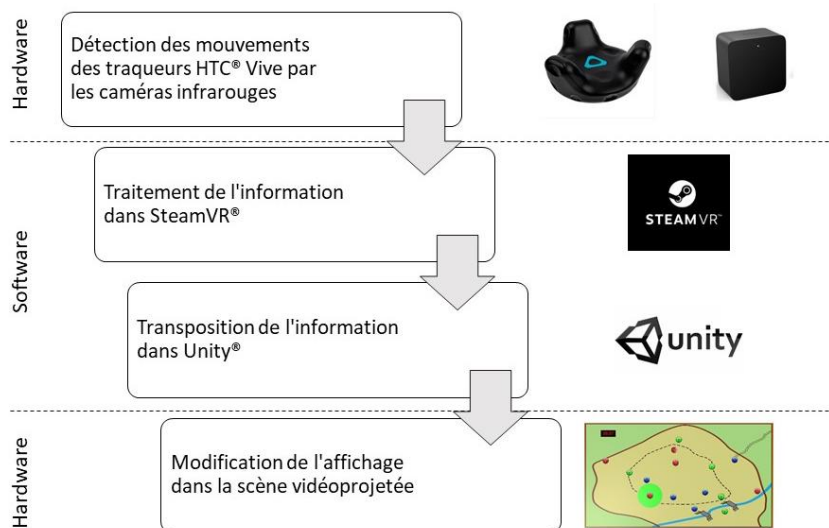 Hardware
Détection des mouvements
des traqueurs HTC® Vive par
les caméras infrarouges
Software
Traitement de l'information
dans SteamVR®
STEAMVR™
Transposition de l'information
dans Unity®
unity
Hardware
Modification de l'affichage
dans la scène vidéoprojetée